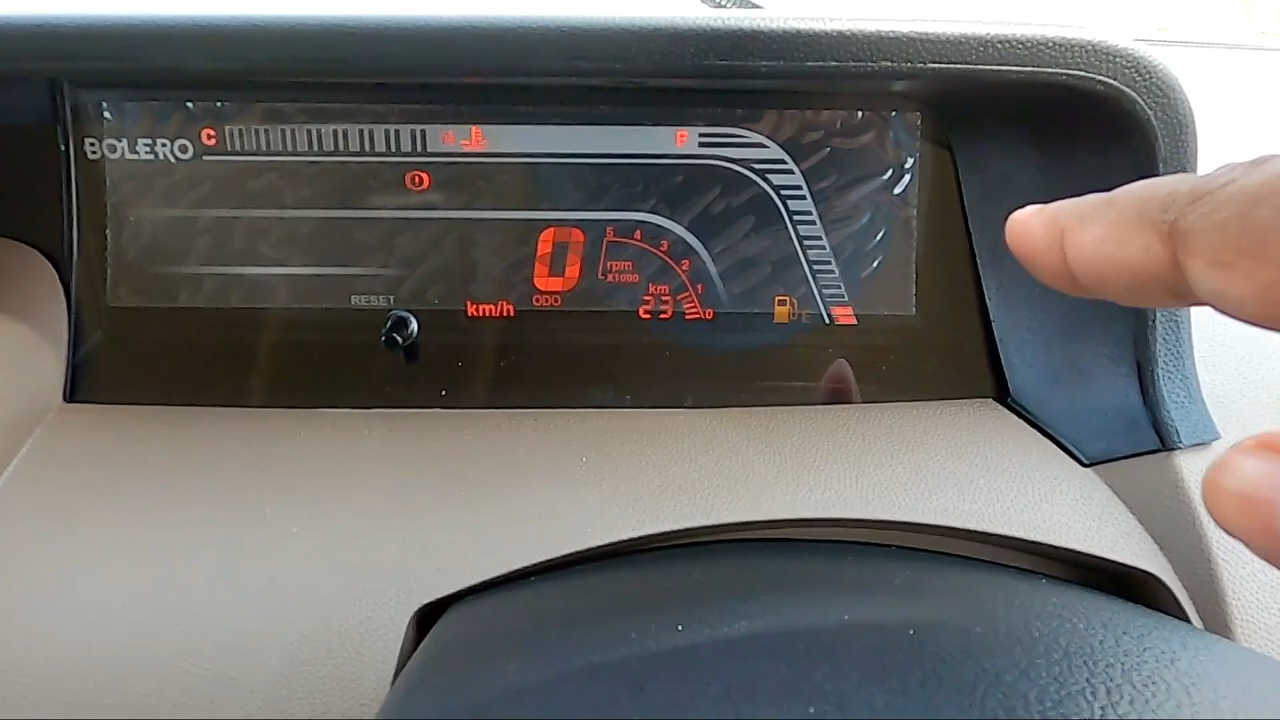 BOLERO C H F
0 5 4 3 2 1 0
rpm
X1000
RESET km/h ODO km
23 E